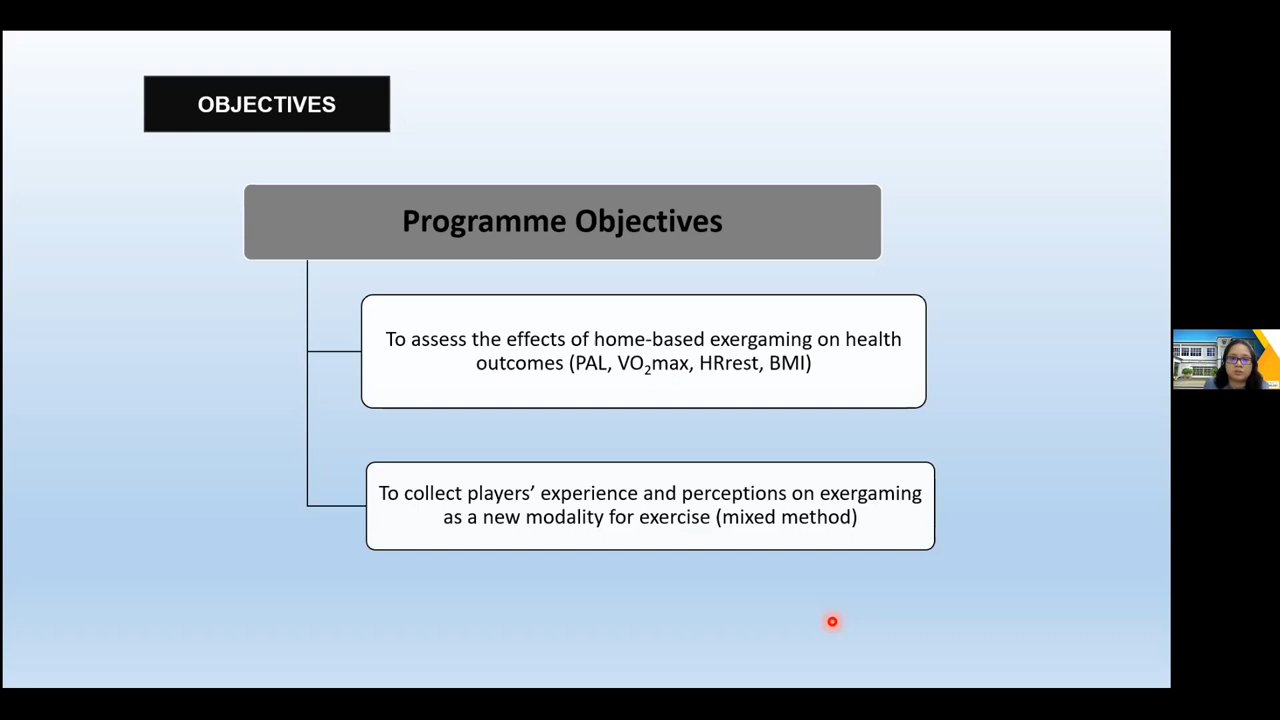 OBJECTIVES
Programme Objectives
To assess the effects of home-based exergaming on health
outcomes (PAL, VO₂max, HRrest, BMI)
To collect players’ experience and perceptions on exergaming
as a new modality for exercise (mixed method)